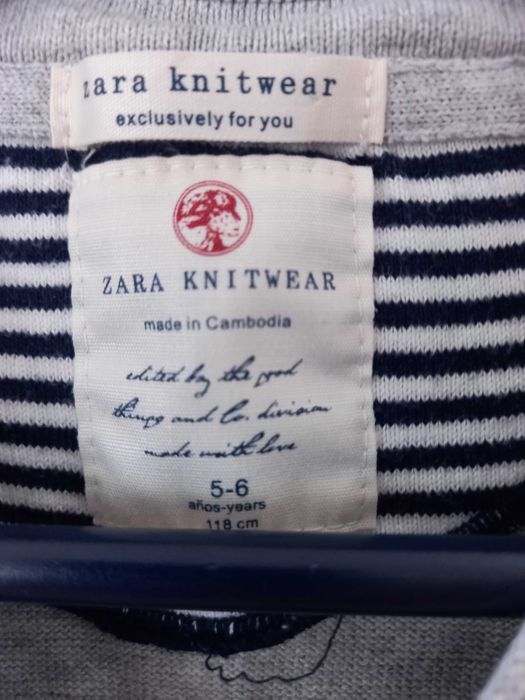 zara knitwear
exclusively for you
ZARA KNITWEAR
made in Cambodia
edited by the good
things and Co. division
made with love
5-6
años-years
118 cm